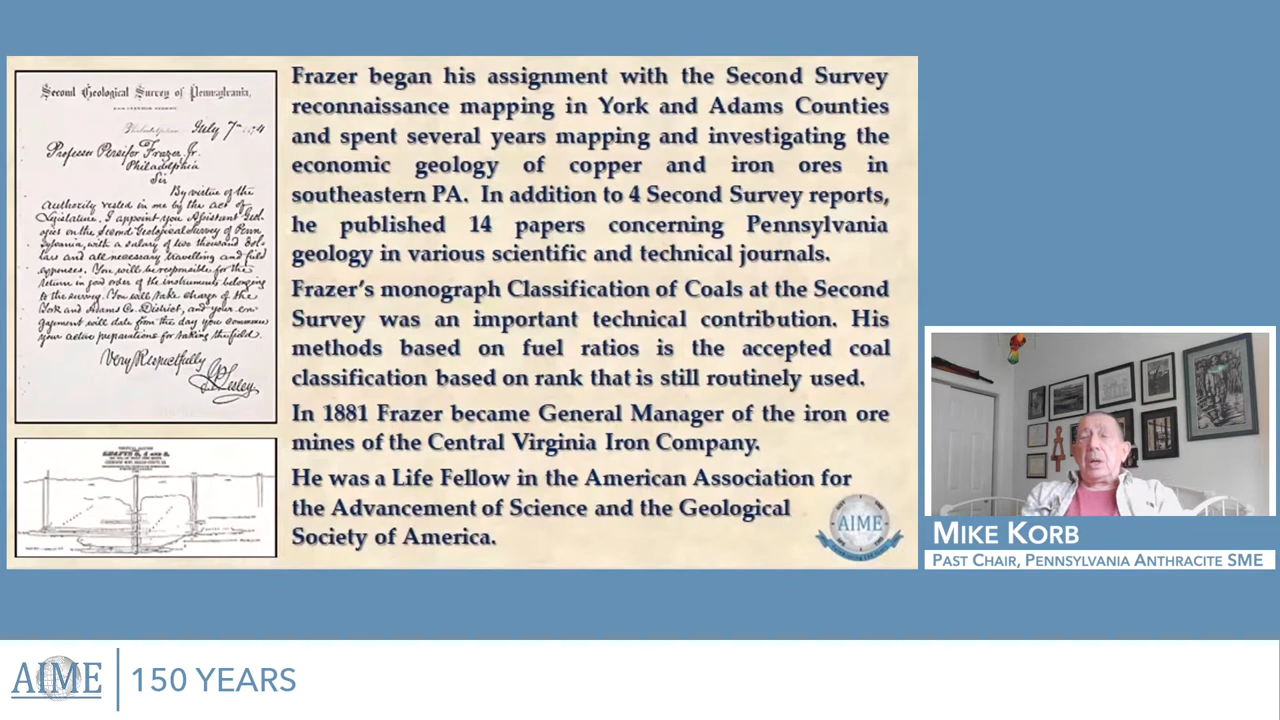 Second Geological Survey of Pennsylvania,
Philadelphia July 7th 1874
Professor Persifor Frazer Jr.
Philadelphia
Sir
By virtue of the
Authority vested in me by the act of
Legislature, I appoint you Assistant Geol-
ogist on the Second Geological Survey of Penn
sylvania, with a salary of two thousand dol-
lars and all necessary travelling and field
expenses. You will be responsible for the
return in good order of the instruments belonging
to the survey. You will take charge of the
York and Adams Co. District, and your en-
gagement will date from the day you commence
your active preparations for taking the field.
Very Respectfully
J P Lesley
Frazer began his assignment with the Second Survey
reconnaissance mapping in York and Adams Counties
and spent several years mapping and investigating the
economic geology of copper and iron ores in
southeastern PA. In addition to 4 Second Survey reports,
he published 14 papers concerning Pennsylvania
geology in various scientific and technical journals.
Frazer's monograph Classification of Coals at the Second
Survey was an important technical contribution. His
methods based on fuel ratios is the accepted coal
classification based on rank that is still routinely used.
In 1881 Frazer became General Manager of the iron ore
mines of the Central Virginia Iron Company.
He was a Life Fellow in the American Association for
the Advancement of Science and the Geological
Society of America.
AIME
MIKE KORB
PAST CHAIR, PENNSYLVANIA ANTHRACITE SME
AIME
150 YEARS